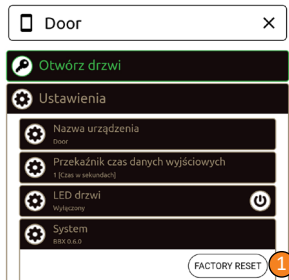 Door
Otwórz drzwi
Ustawienia
Nazwa urządzenia
Door
Przekaźnik czas danych wyjściowych
1 [Czas w sekundach]
LED drzwi
Wyłączony
System
BBX 0.6.0
FACTORY RESET 1